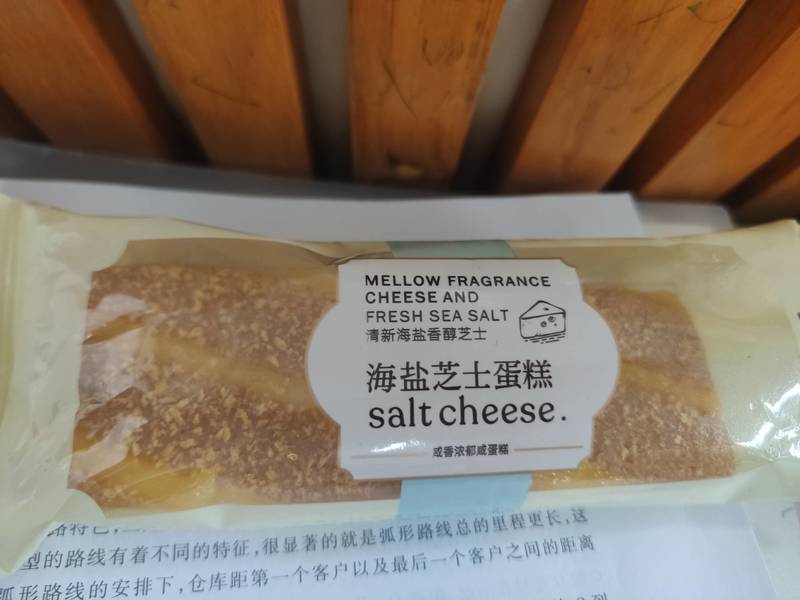 MELLOW FRAGRANCE
CHEESE AND
FRESH SEA SALT
清新海盐香醇芝士
海盐芝士蛋糕
salt cheese.
咸香浓郁咸蛋糕
型的路线有着不同的特征,很显著的就是弧形路线总的里程更长,这
弧形路线的安排下,仓库距第一个客户以及最后一个客户之间的距离